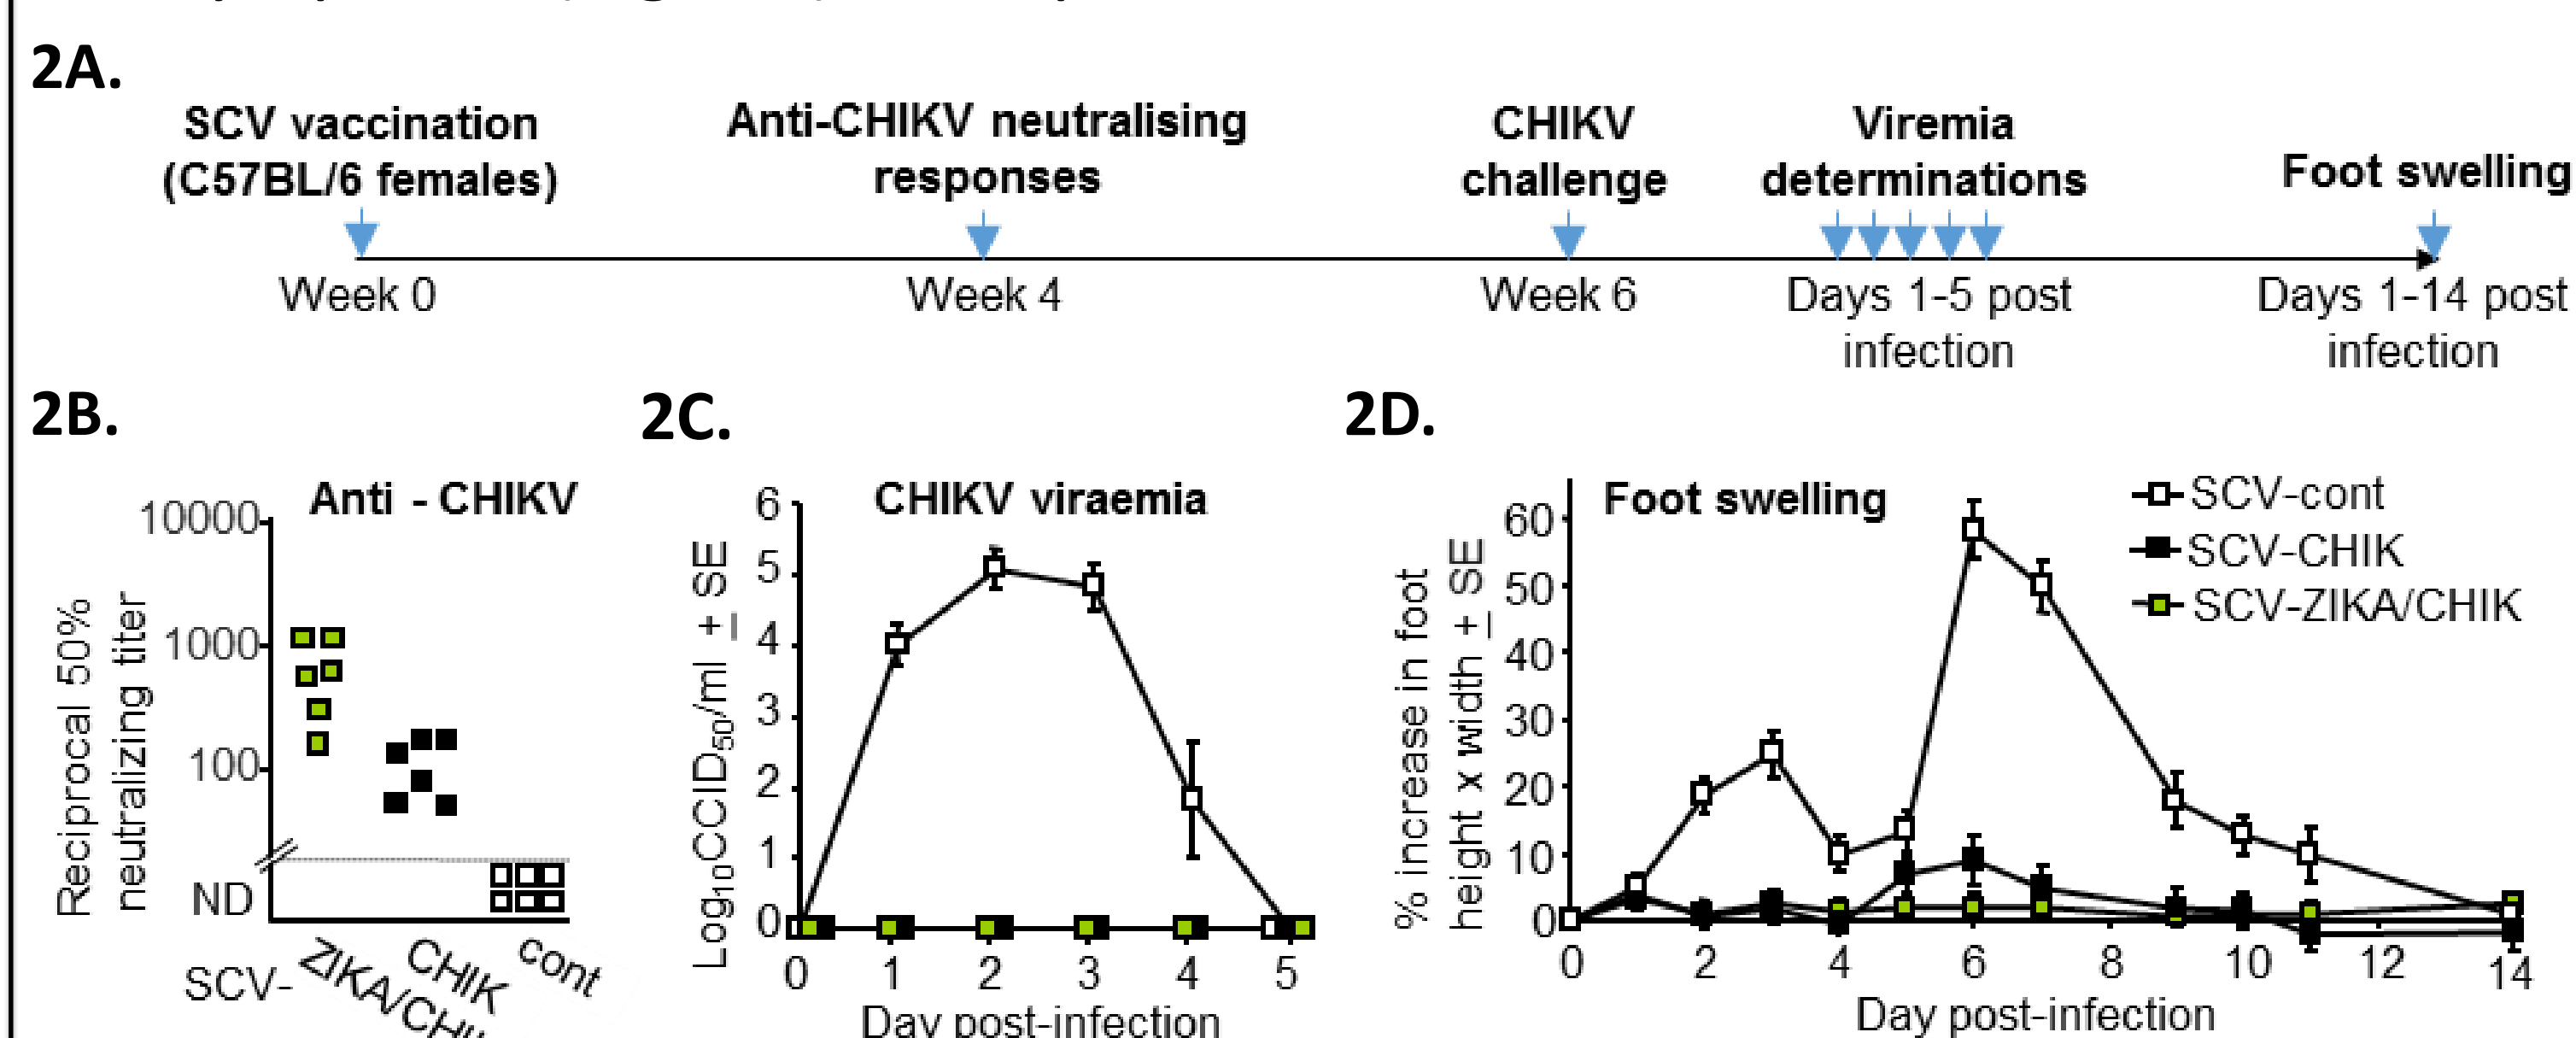 2A.
SCV vaccination
(C57BL/6 females)
Anti-CHIKV neutralising
responses
CHIKV
challenge
Viremia
determinations
Foot swelling
Week 0
Week 4
Week 6
Days 1-5 post
infection
Days 1-14 post
infection
2B.
Anti - CHIKV
Reciprocal 50%
neutralizing titer
10000
1000
100
ND
SCV-
ZIKA/CHI
CHIK
cont
2C.
CHIKV viraemia
Log10CCID50/ml ± SE
6
5
4
3
2
1
0
0 1 2 3 4 5
Day post-infection
2D.
Foot swelling
% increase in foot
height x width ± SE
60
50
40
30
20
10
0
0 2 4 6 8 10 12 14
Day post-infection
SCV-cont
SCV-CHIK
SCV-ZIKA/CHIK